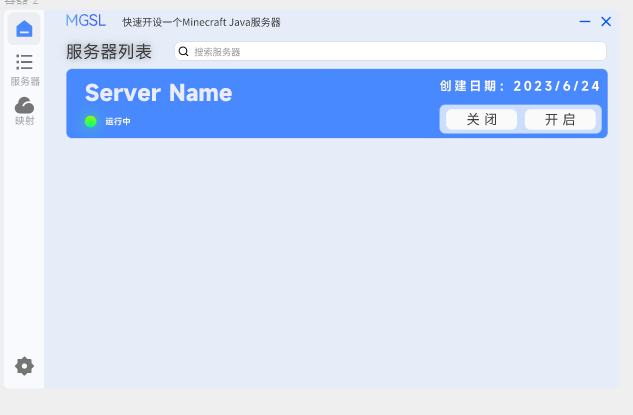 MGSL 快速开设一个Minecraft Java服务器
服务器列表 搜索服务器
服务器
映射
Server Name
运行中
创建日期：2023/6/24
关闭 开启